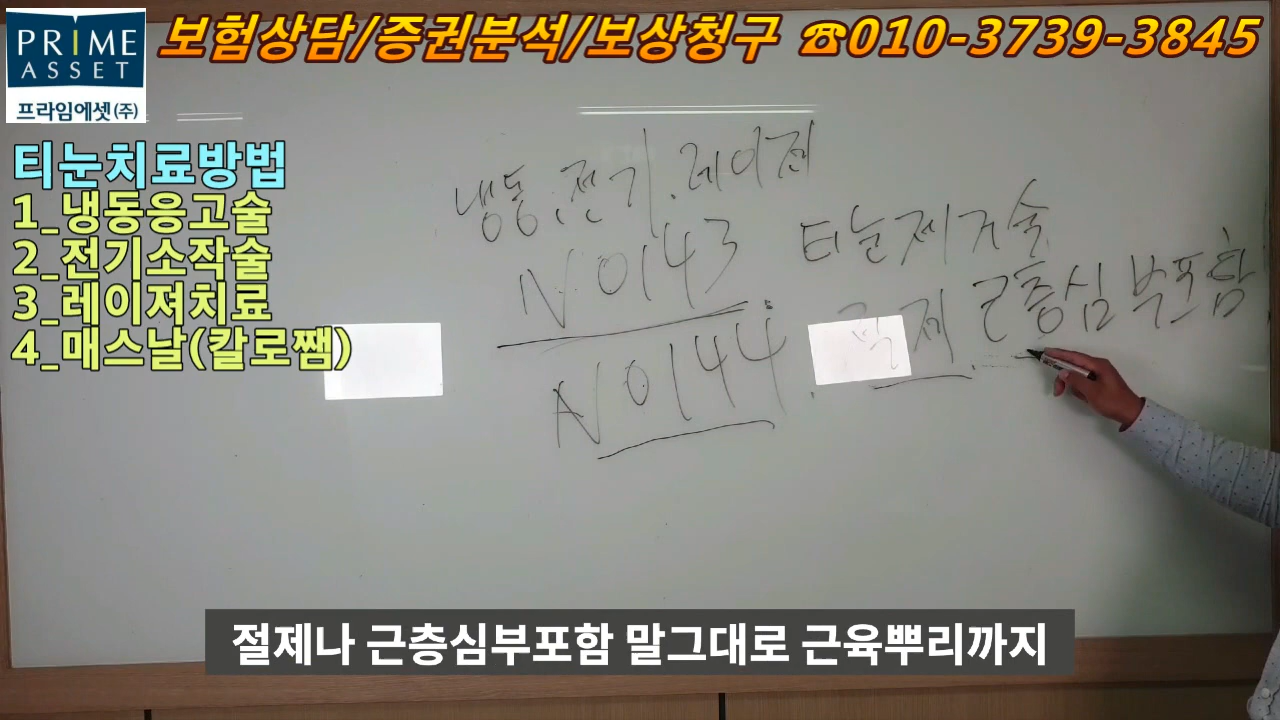 PRIME
ASSET
프라임에셋(주)
보험상담/증권분석/보상청구 ☎010-3739-3845
티눈치료방법
1_냉동응고술
2_전기소작술
3_레이져치료
4_매스날(칼로쨈)
냉동.전기.레이져
N0143 티눈제거술
N0144. 절제.근층심부포함
절제나 근층심부포함 말그대로 근육뿌리까지